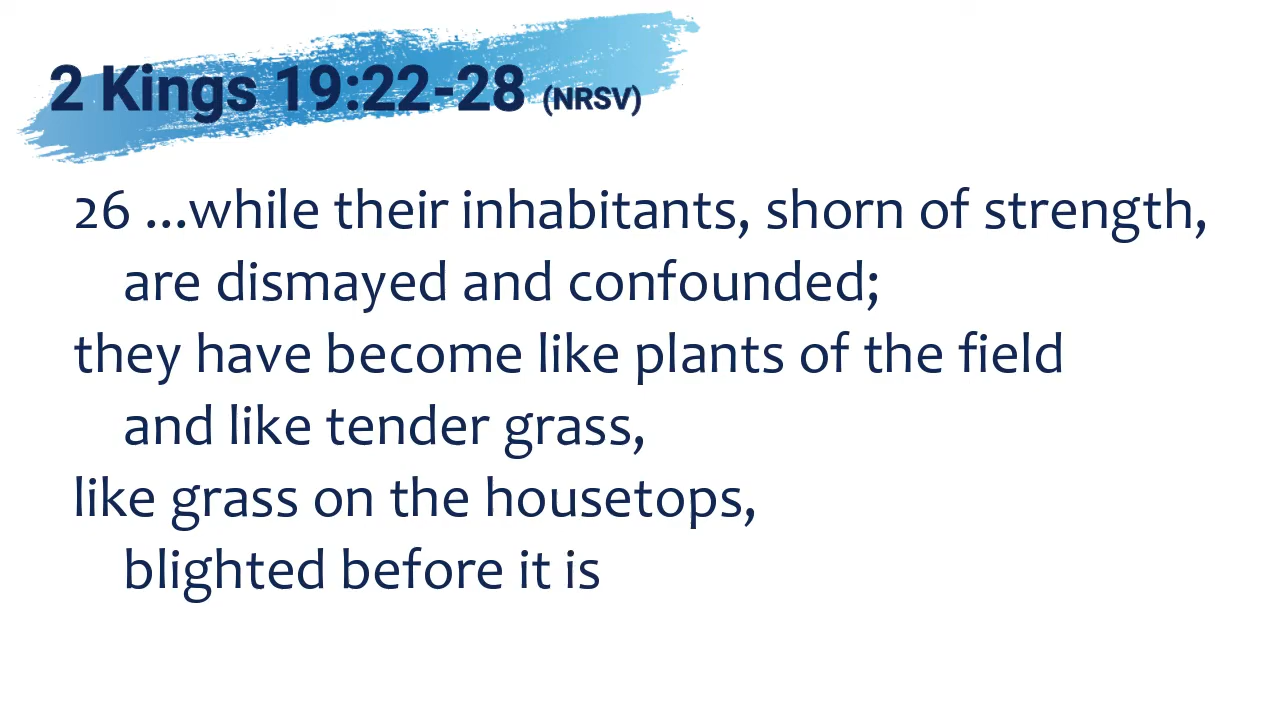 2 Kings 19:22-28 (NRSV)
26 ...while their inhabitants, shorn of strength,
are dismayed and confounded;
they have become like plants of the field
and like tender grass,
like grass on the housetops,
blighted before it is